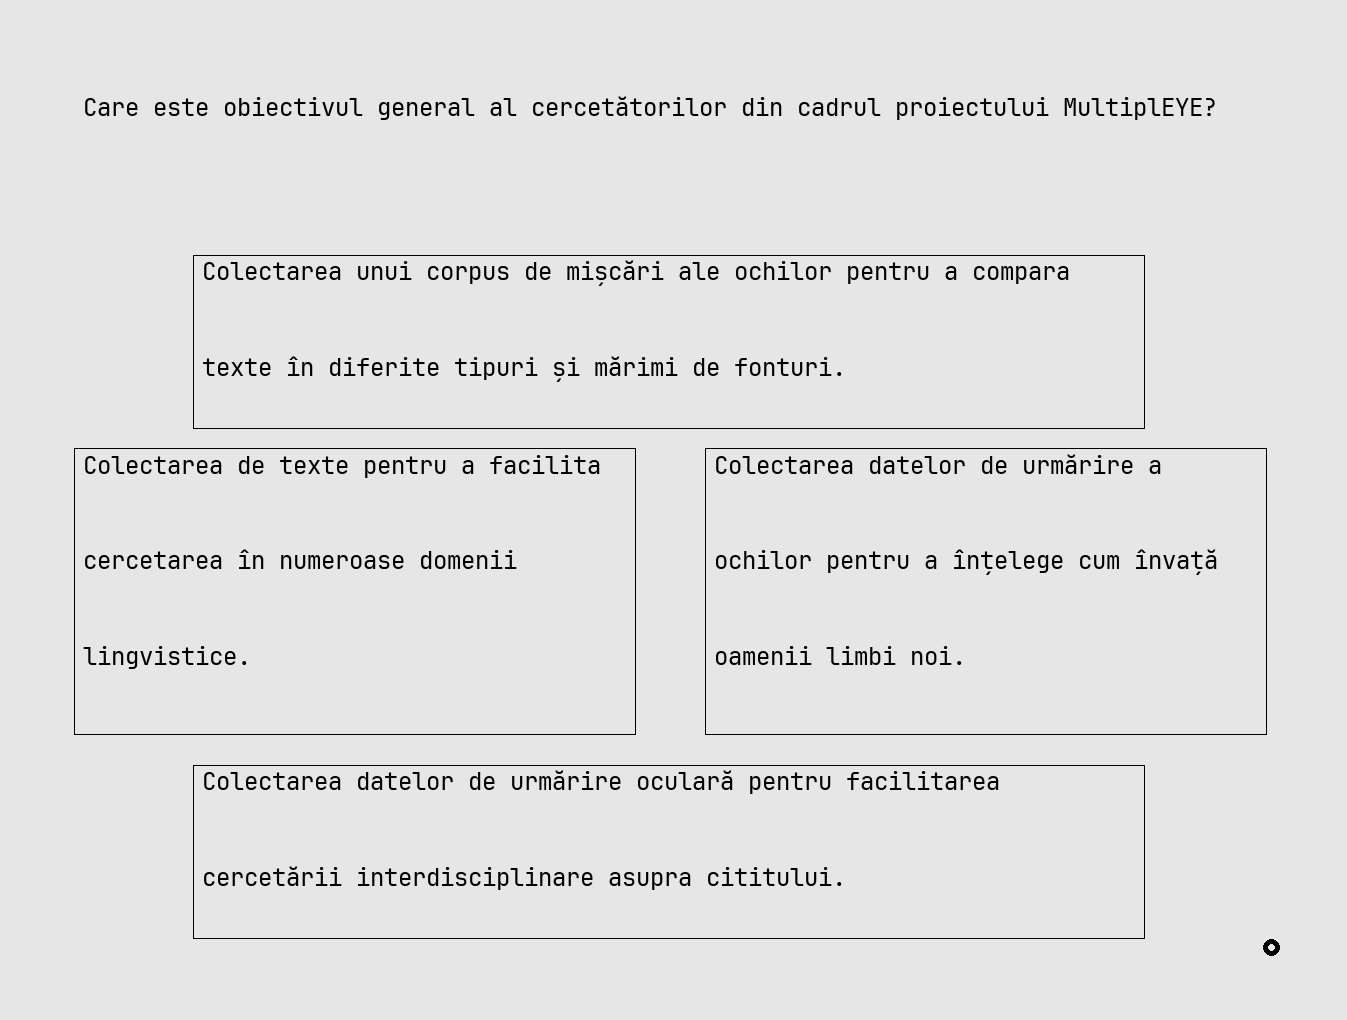 Care este obiectivul general al cercetătorilor din cadrul proiectului MultiplEYE?
Colectarea unui corpus de mișcări ale ochilor pentru a compara
texte în diferite tipuri și mărimi de fonturi.
Colectarea de texte pentru a facilita
cercetarea în numeroase domenii
lingvistice.
Colectarea datelor de urmărire a
ochilor pentru a înțelege cum învață
oamenii limbi noi.
Colectarea datelor de urmărire oculară pentru facilitarea
cercetării interdisciplinare asupra cititului.